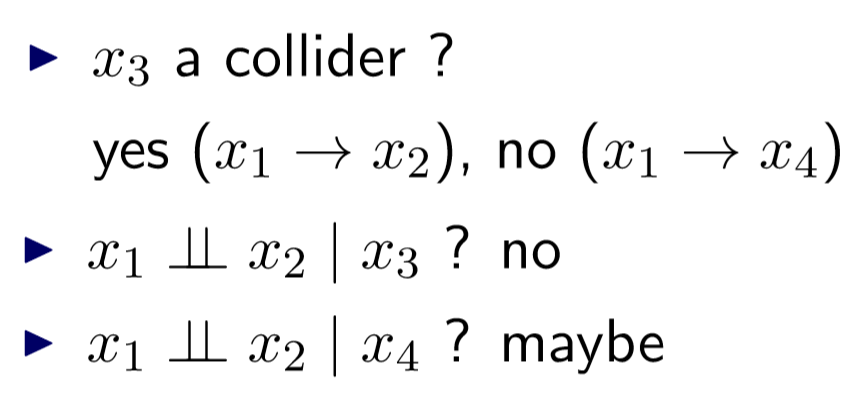 ▶ x₃ a collider ?
yes (x₁ → x₂), no (x₁ → x₄)
▶ x₁ ⫫ x₂ | x₃ ? no
▶ x₁ ⫫ x₂ | x₄ ? maybe